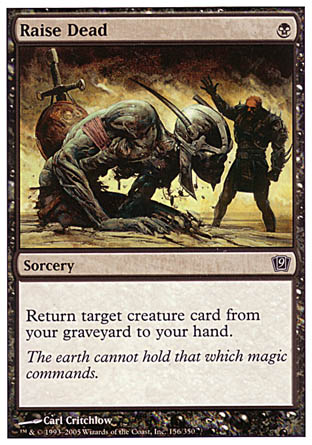 Raise Dead
Sorcery
9
Return target creature card from
your graveyard to your hand.
The earth cannot hold that which magic
commands.
Carl Critchlow
™ & © 1993–2005 Wizards of the Coast, Inc. 156/350